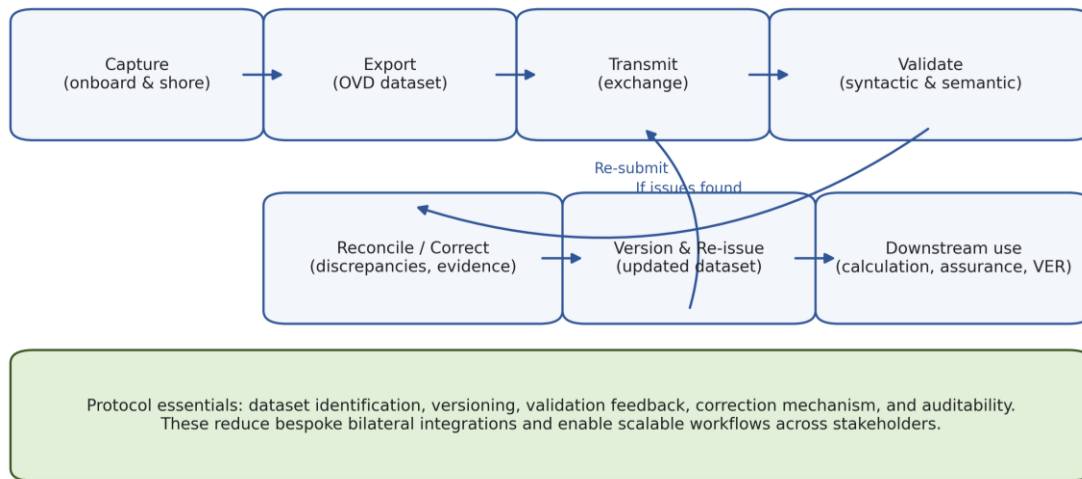 Capture
(onboard & shore)
Export
(OVD dataset)
Transmit
(exchange)
Validate
(syntactic & semantic)
Re-submit
If issues found
Reconcile / Correct
(discrepancies, evidence)
Version & Re-issue
(updated dataset)
Downstream use
(calculation, assurance, VER)
Protocol essentials: dataset identification, versioning, validation feedback, correction mechanism, and auditability.
These reduce bespoke bilateral integrations and enable scalable workflows across stakeholders.